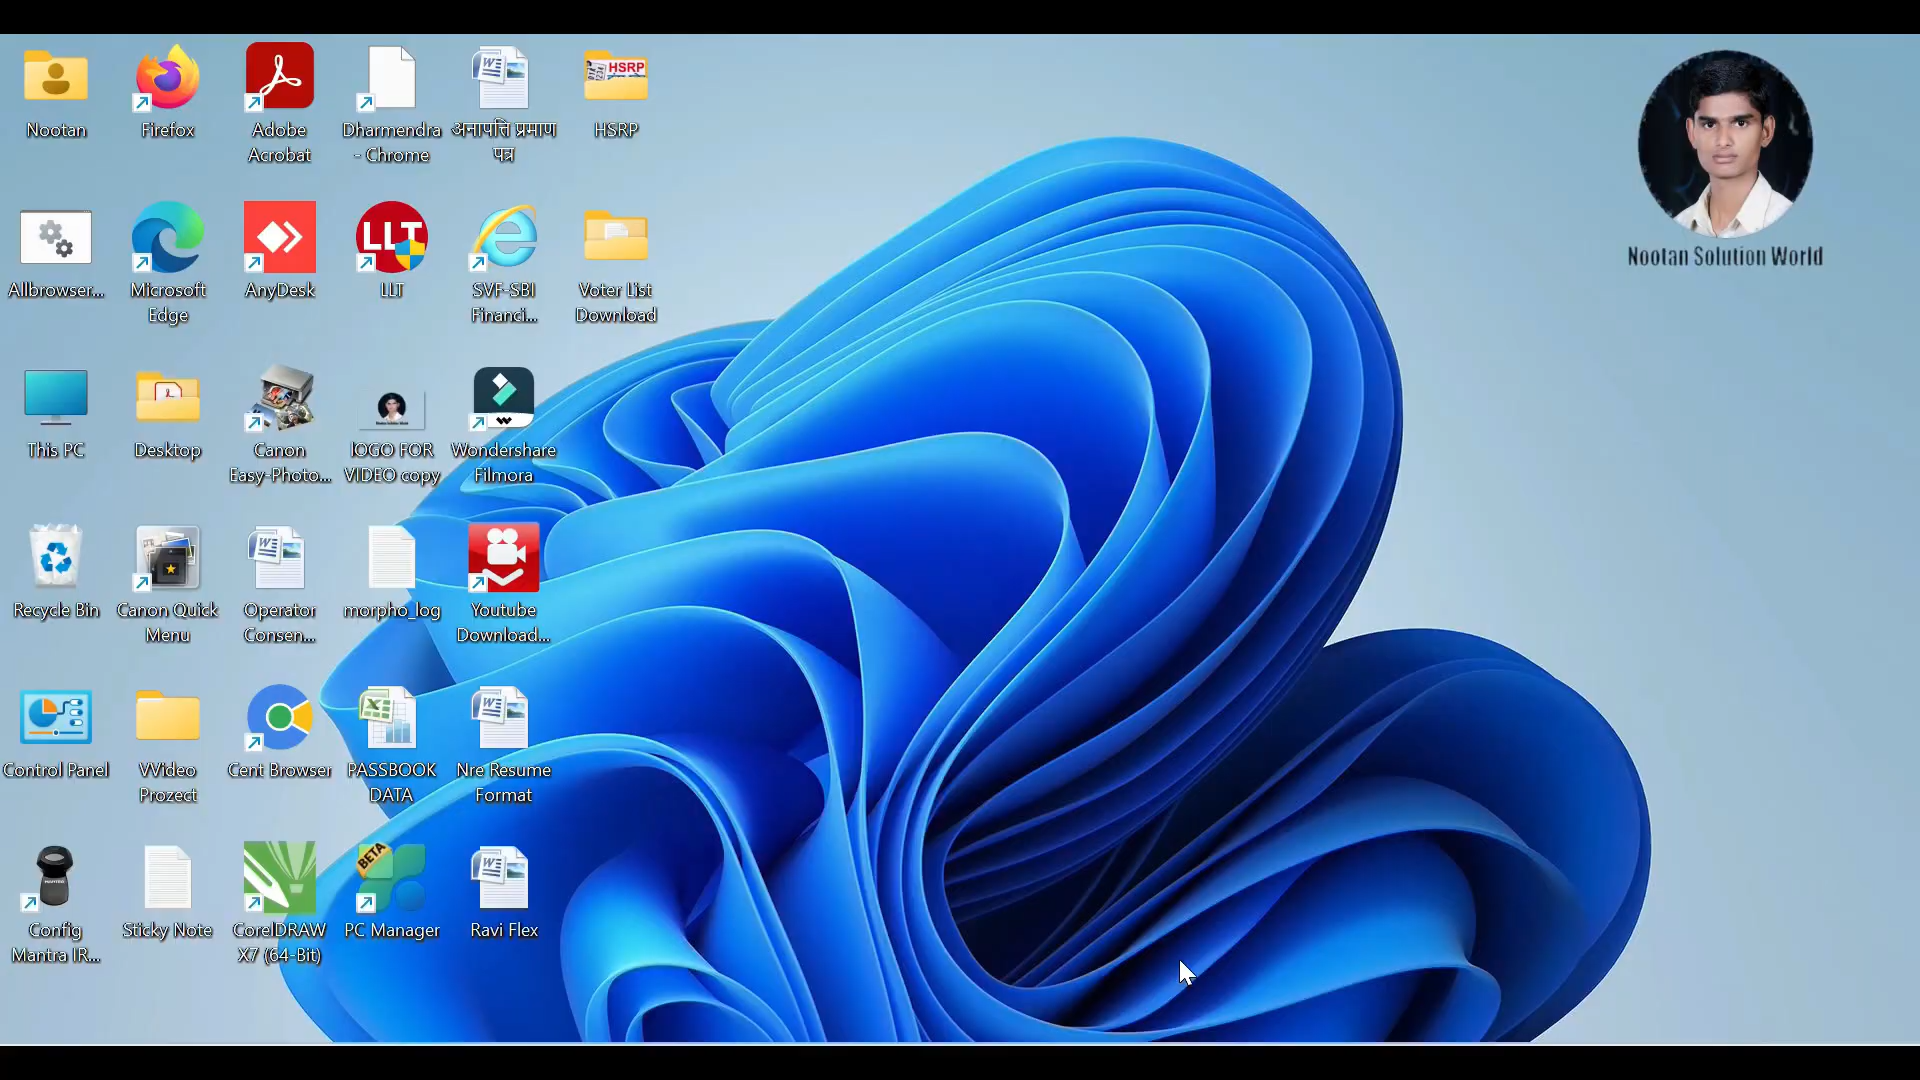 Nootan
Firefox
Adobe
Acrobat
Dharmendra
- Chrome
अनापत्ति प्रमाण
पत्र
HSRP
HSRP
Nootan Solution World
LLT
Allbrowser...
Microsoft
Edge
AnyDesk
LLT
SVF-SBI
Financi...
Voter List
Download
This PC
Desktop
Canon
Easy-Photo...
lOGO FOR
VIDEO copy
Wondershare
Filmora
Recycle Bin
Canon Quick
Menu
Operator
Consen...
morpho_log
Youtube
Download...
Control Panel
VVideo
Prozect
Cent Browser
PASSBOOK
DATA
Nre Resume
Format
BETA
Config
Mantra IR...
Sticky Note
CorelDRAW
X7 (64-Bit)
PC Manager
Ravi Flex